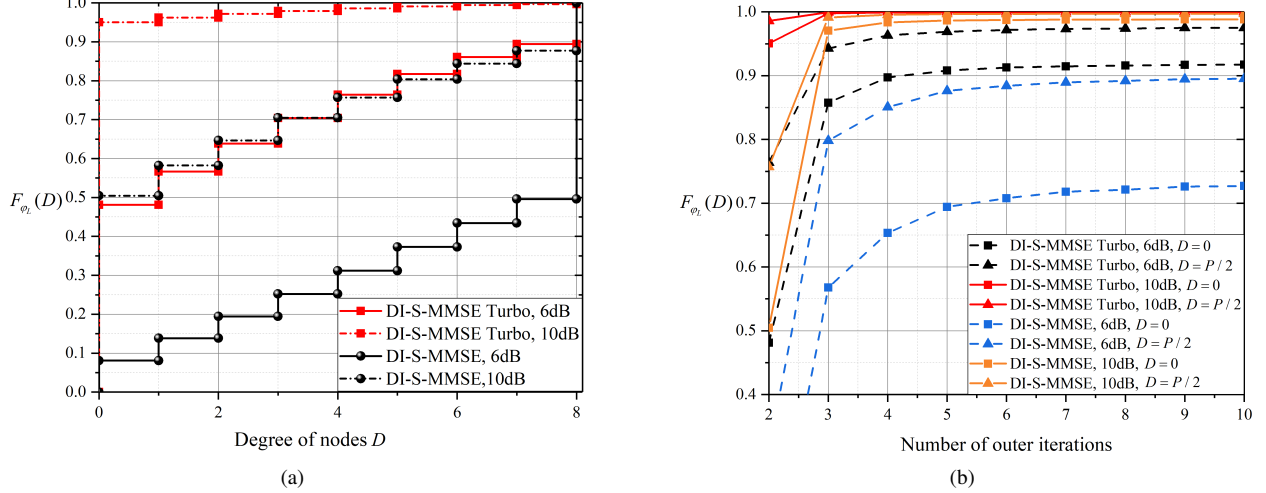 1.0
0.9
0.8
0.7
0.6
0.5
0.4
0.3
0.2
0.1
0.0
F_{φ_L}(D)
0 2 4 6 8
Degree of nodes D
DI-S-MMSE Turbo, 6dB
DI-S-MMSE Turbo, 10dB
DI-S-MMSE, 6dB
DI-S-MMSE,10dB
(a)
1.0
0.9
0.8
0.7
0.6
0.5
0.4
F_{φ_L}(D)
2 3 4 5 6 7 8 9 10
Number of outer iterations
DI-S-MMSE Turbo, 6dB, D = 0
DI-S-MMSE Turbo, 6dB, D = P / 2
DI-S-MMSE Turbo, 10dB, D = 0
DI-S-MMSE Turbo, 10dB, D = P / 2
DI-S-MMSE, 6dB, D = 0
DI-S-MMSE, 6dB, D = P / 2
DI-S-MMSE, 10dB, D = 0
DI-S-MMSE, 10dB, D = P / 2
(b)